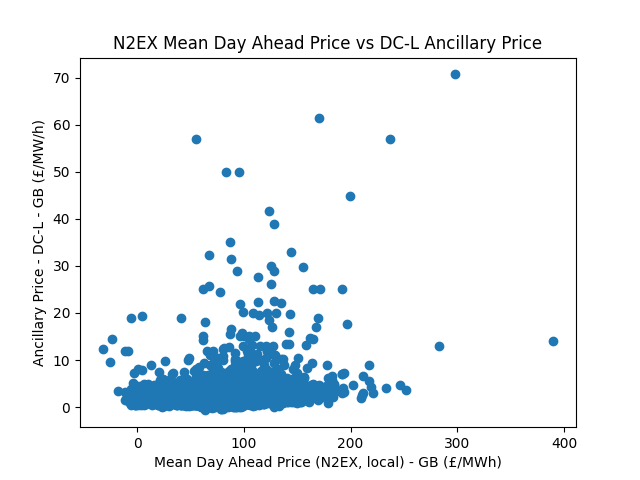 N2EX Mean Day Ahead Price vs DC-L Ancillary Price
70
60
50
40
30
20
10
0
Ancillary Price - DC-L - GB (£/MW/h)
0 100 200 300 400
Mean Day Ahead Price (N2EX, local) - GB (£/MWh)